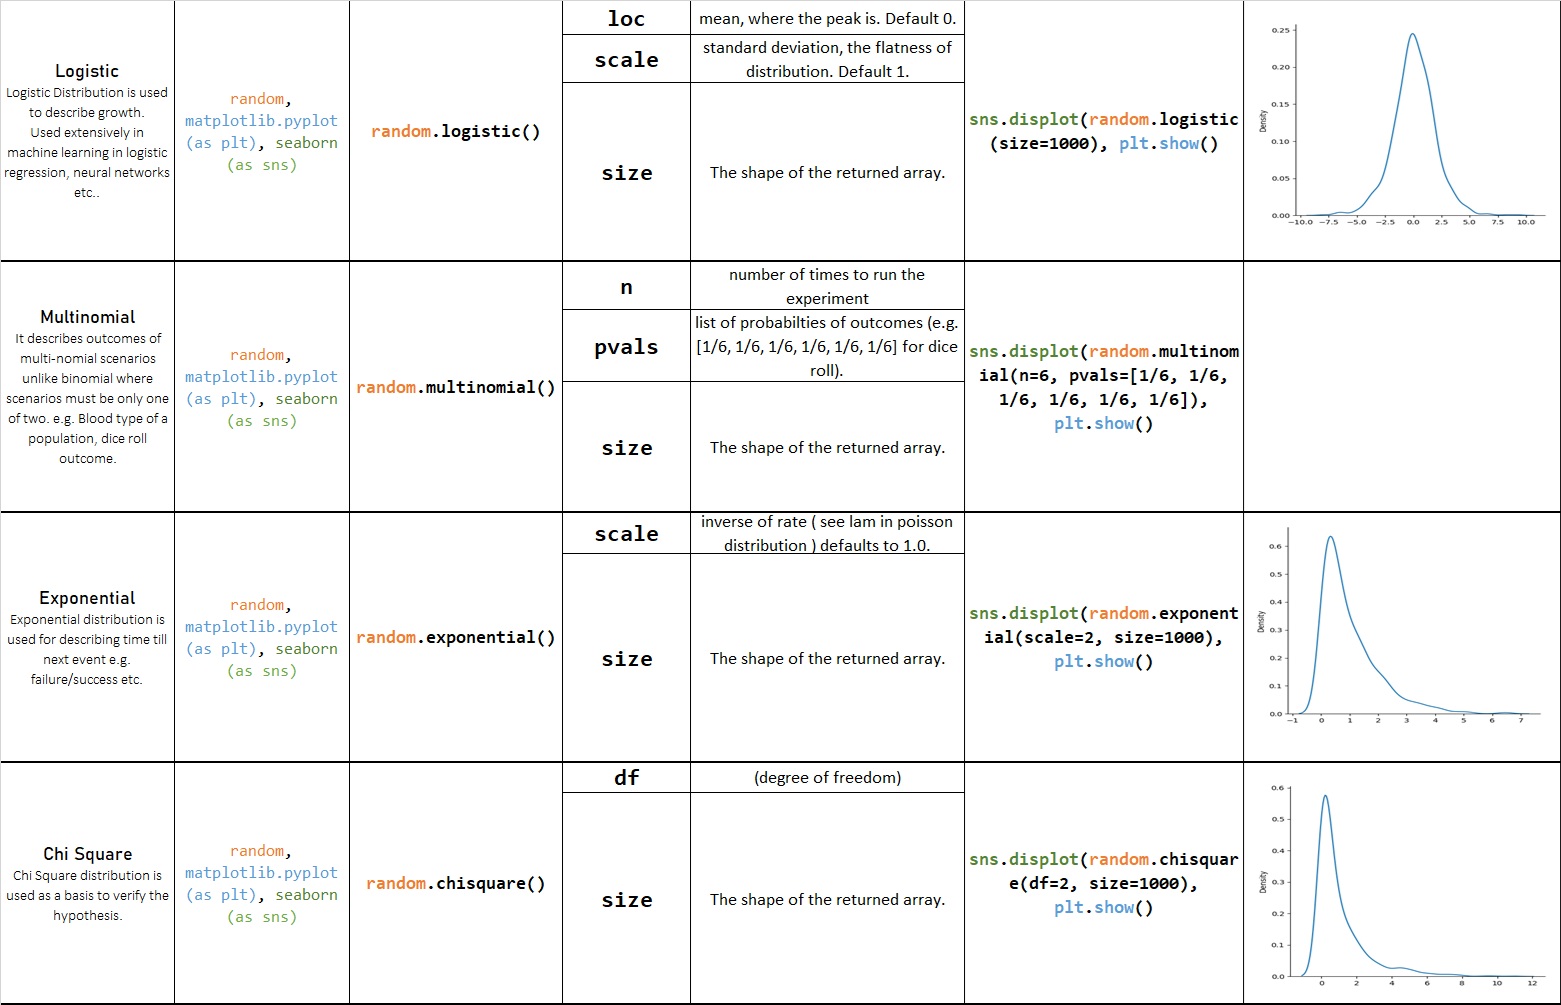 Logistic
Logistic Distribution is used
to describe growth.
Used extensively in
machine learning in logistic
regression, neural networks
etc..
random,
matplotlib.pyplot
(as plt), seaborn
(as sns)
random.logistic()
loc
mean, where the peak is. Default 0.
scale
standard deviation, the flatness of
distribution. Default 1.
size
The shape of the returned array.
sns.displot(random.logistic
(size=1000), plt.show()
0.25
0.20
0.15
0.10
0.05
0.00
Density
−10.0 −7.5 −5.0 −2.5 0.0 2.5 5.0 7.5 10.0
Multinomial
It describes outcomes of
multi-nomial scenarios
unlike binomial where
scenarios must be only one
of two. e.g. Blood type of a
population, dice roll
outcome.
random,
matplotlib.pyplot
(as plt), seaborn
(as sns)
random.multinomial()
n
number of times to run the
experiment
pvals
list of probabilties of outcomes (e.g.
[1/6, 1/6, 1/6, 1/6, 1/6, 1/6] for dice
roll).
size
The shape of the returned array.
sns.displot(random.multinom
ial(n=6, pvals=[1/6, 1/6,
1/6, 1/6, 1/6, 1/6]),
plt.show()
Exponential
Exponential distribution is
used for describing time till
next event e.g.
failure/success etc.
random,
matplotlib.pyplot
(as plt), seaborn
(as sns)
random.exponential()
scale
inverse of rate ( see lam in poisson
distribution ) defaults to 1.0.
size
The shape of the returned array.
sns.displot(random.exponent
ial(scale=2, size=1000),
plt.show()
0.6
0.5
0.4
0.3
0.2
0.1
0.0
Density
−1 0 1 2 3 4 5 6 7
Chi Square
Chi Square distribution is
used as a basis to verify the
hypothesis.
random,
matplotlib.pyplot
(as plt), seaborn
(as sns)
random.chisquare()
df
(degree of freedom)
size
The shape of the returned array.
sns.displot(random.chisquar
e(df=2, size=1000),
plt.show()
0.6
0.5
0.4
0.3
0.2
0.1
0.0
Density
0 2 4 6 8 10 12